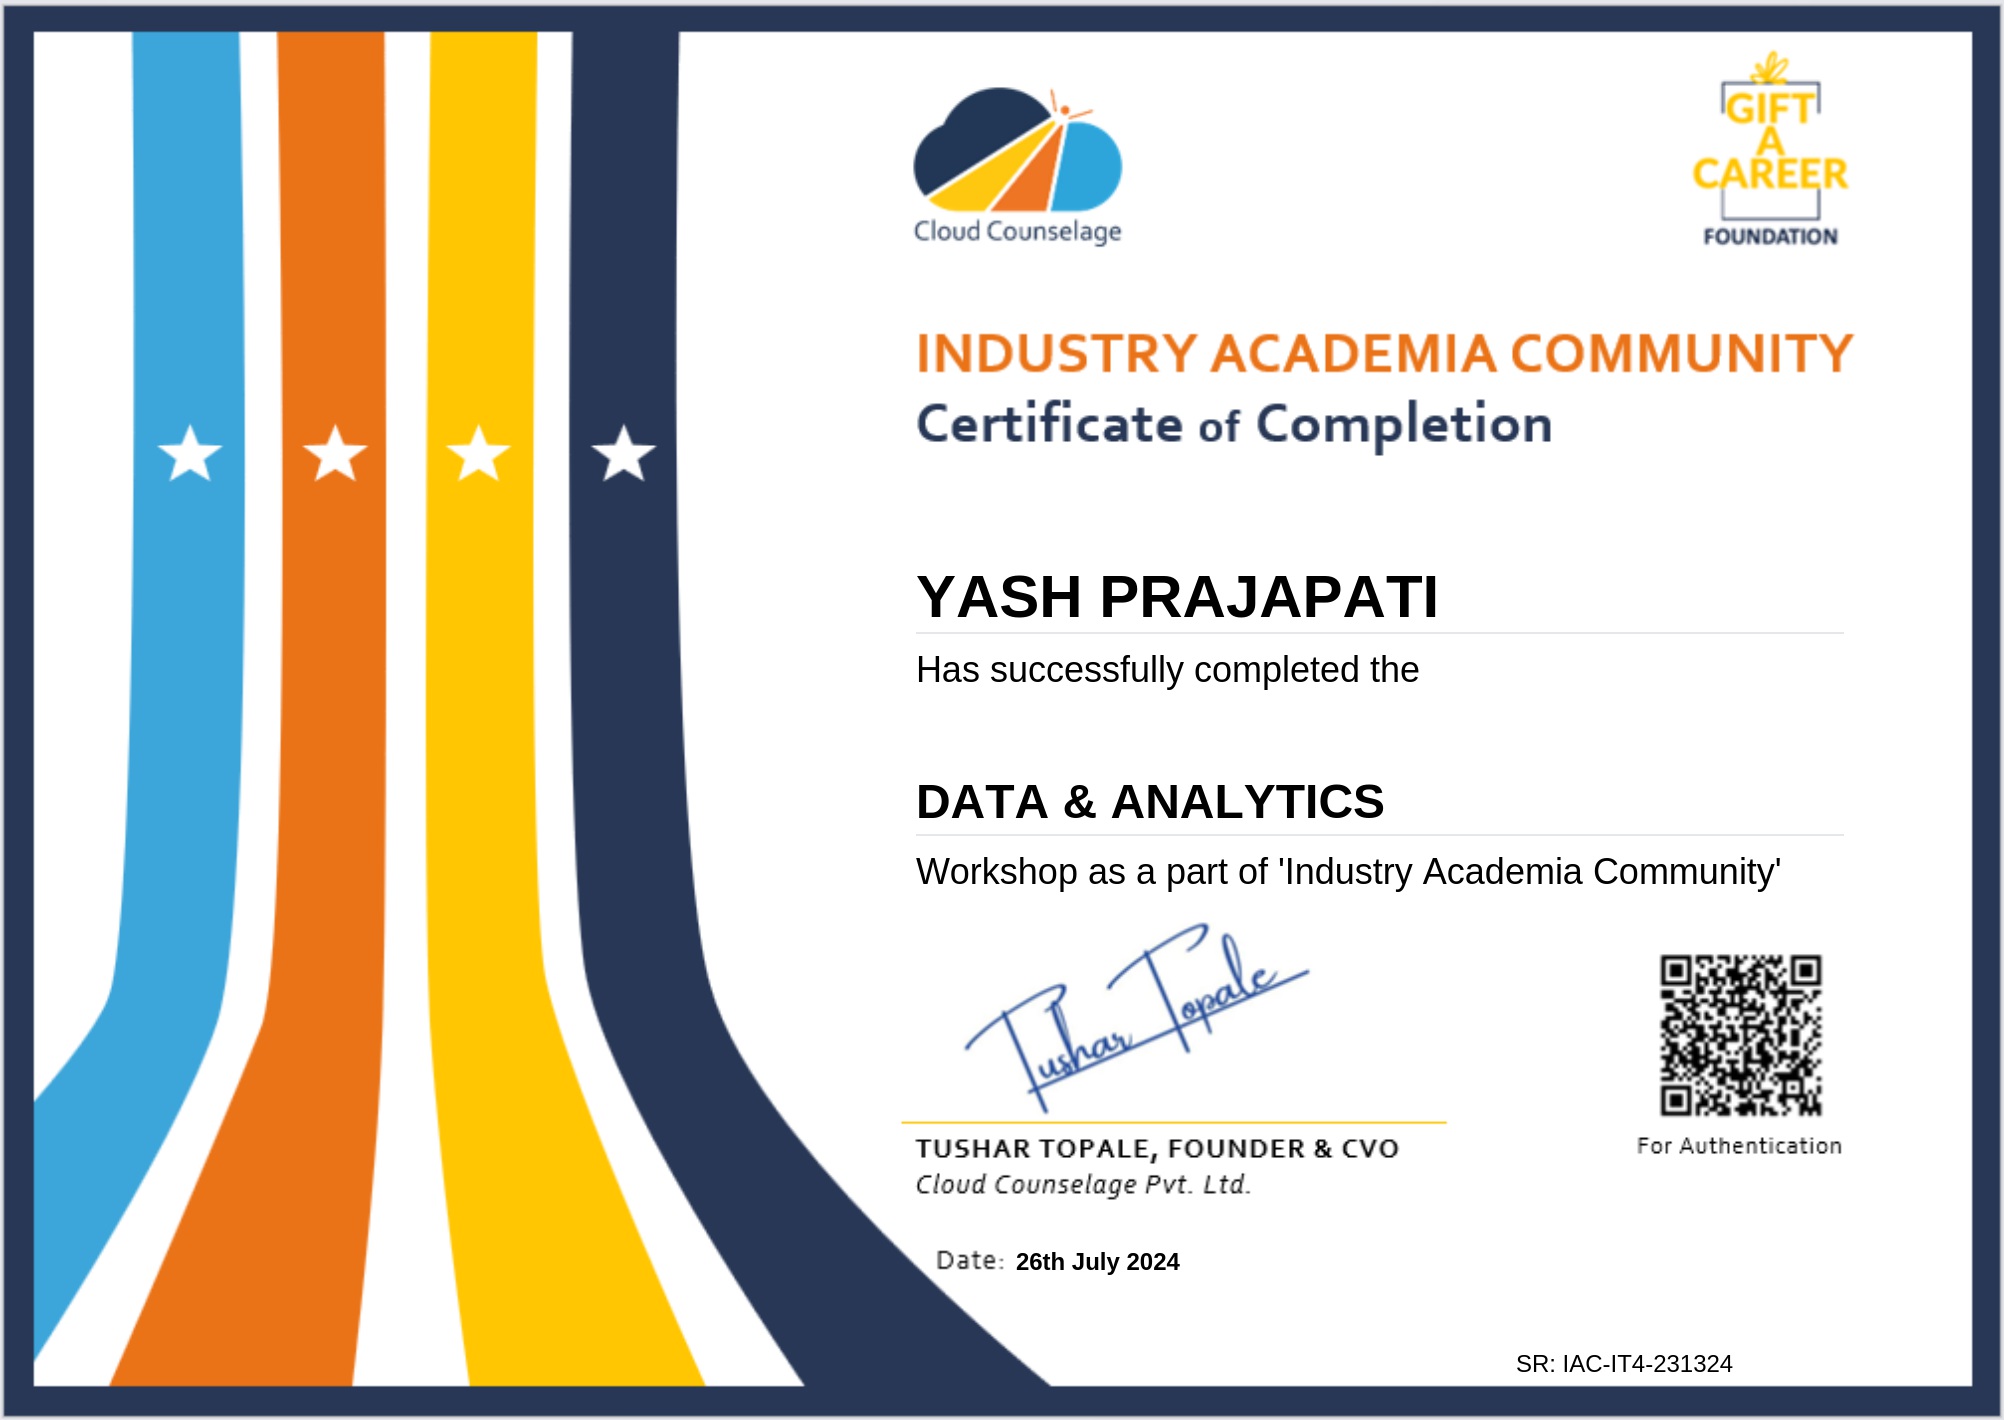 Cloud Counselage
GIFT
A
CAREER
FOUNDATION
INDUSTRY ACADEMIA COMMUNITY
Certificate of Completion
YASH PRAJAPATI
Has successfully completed the
DATA & ANALYTICS
Workshop as a part of 'Industry Academia Community'
Tushar Topale
TUSHAR TOPALE, FOUNDER & CVO
Cloud Counselage Pvt. Ltd.
For Authentication
Date: 26th July 2024
SR: IAC-IT4-231324